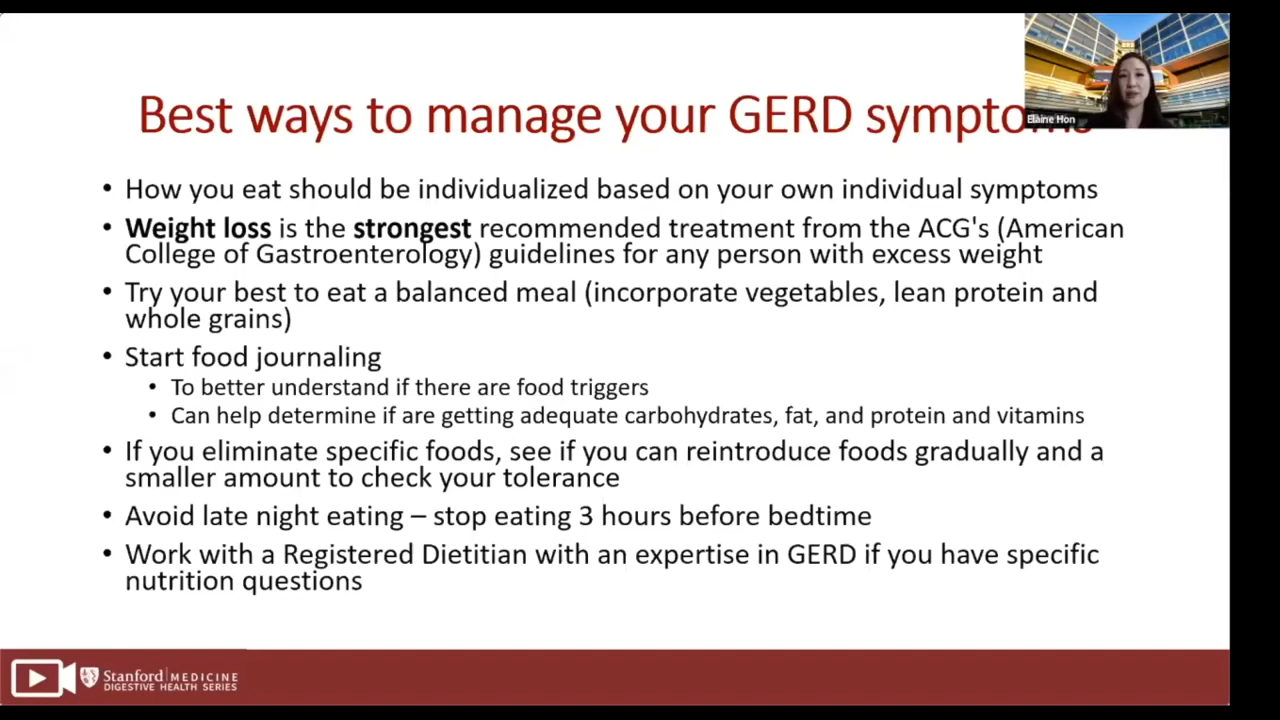 Best ways to manage your GERD sympto
Elaine Hon
• How you eat should be individualized based on your own individual symptoms
• Weight loss is the strongest recommended treatment from the ACG's (American
College of Gastroenterology) guidelines for any person with excess weight
• Try your best to eat a balanced meal (incorporate vegetables, lean protein and
whole grains)
• Start food journaling
• To better understand if there are food triggers
• Can help determine if are getting adequate carbohydrates, fat, and protein and vitamins
• If you eliminate specific foods, see if you can reintroduce foods gradually and a
smaller amount to check your tolerance
• Avoid late night eating – stop eating 3 hours before bedtime
• Work with a Registered Dietitian with an expertise in GERD if you have specific
nutrition questions
Stanford MEDICINE
DIGESTIVE HEALTH SERIES